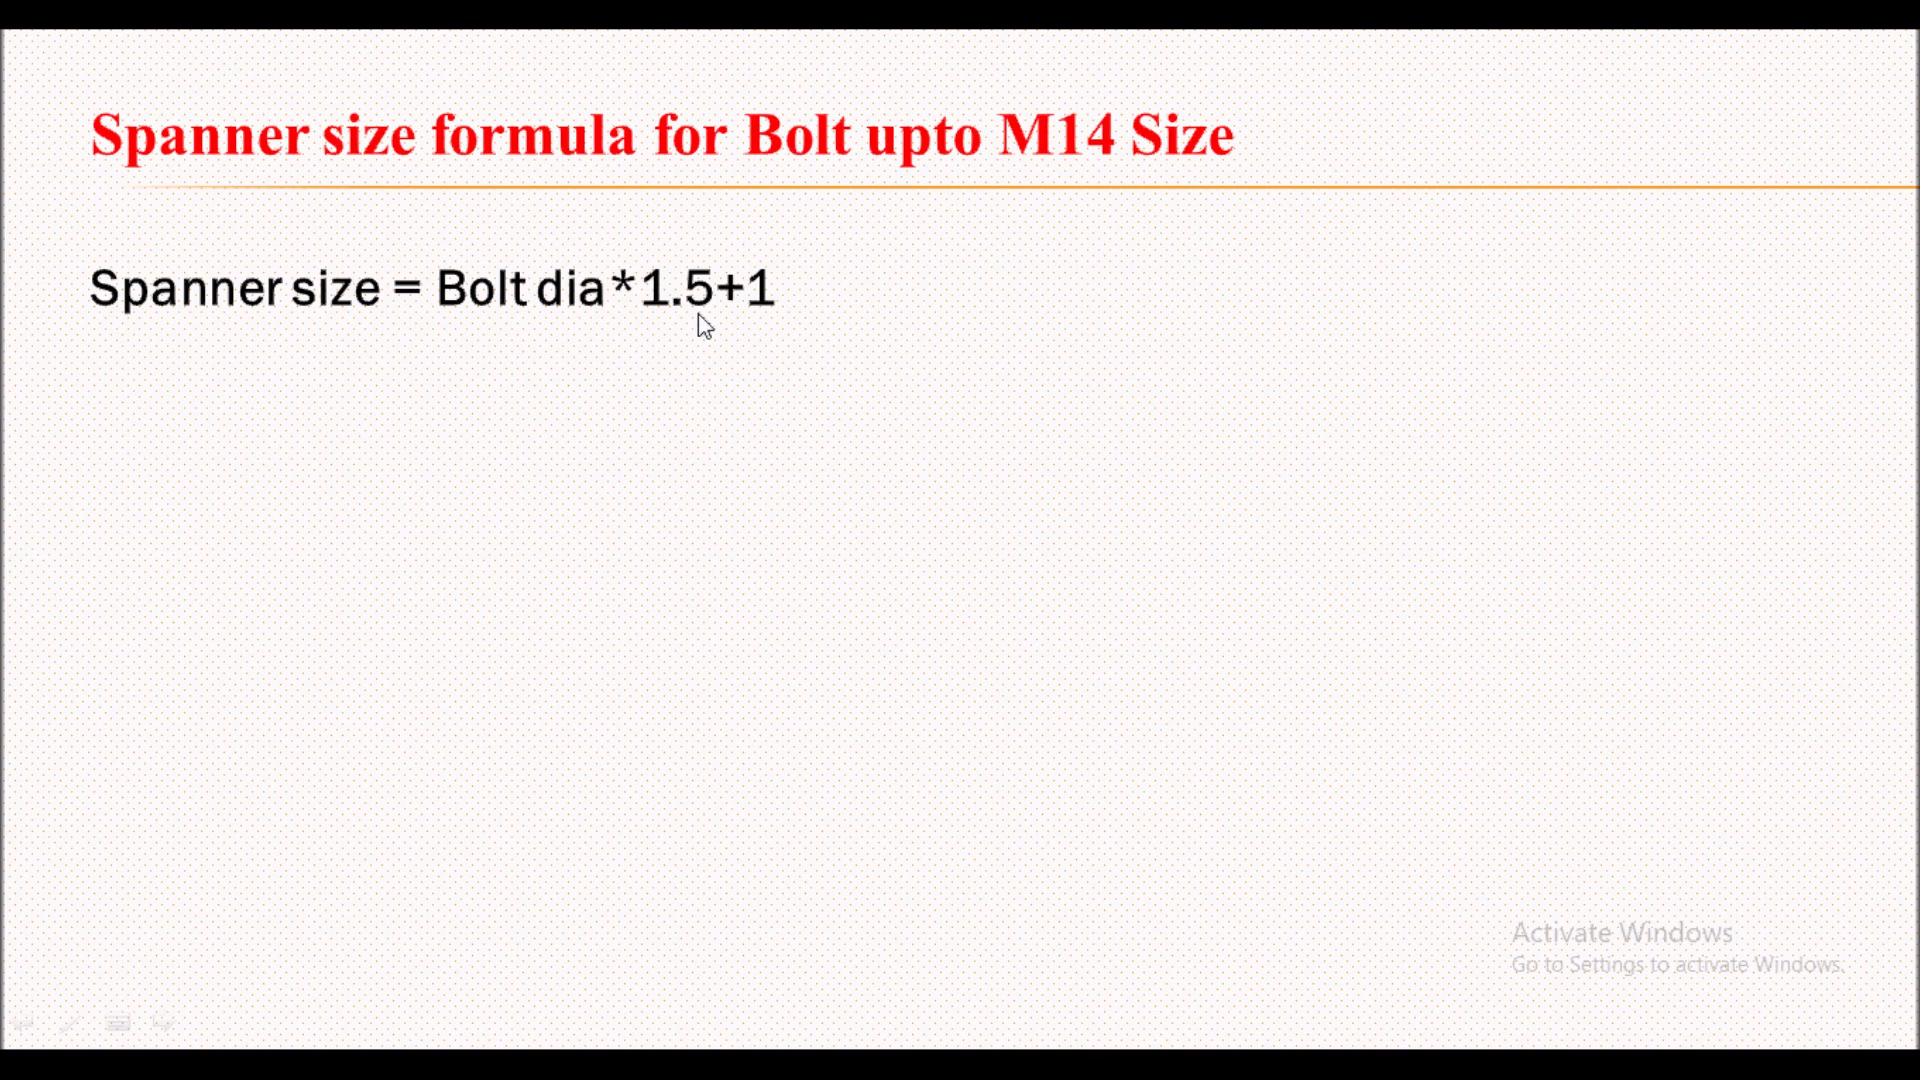 Spanner size formula for Bolt upto M14 Size
Spanner size = Bolt dia*1.5+1
Activate Windows
Go to Settings to activate Windows.